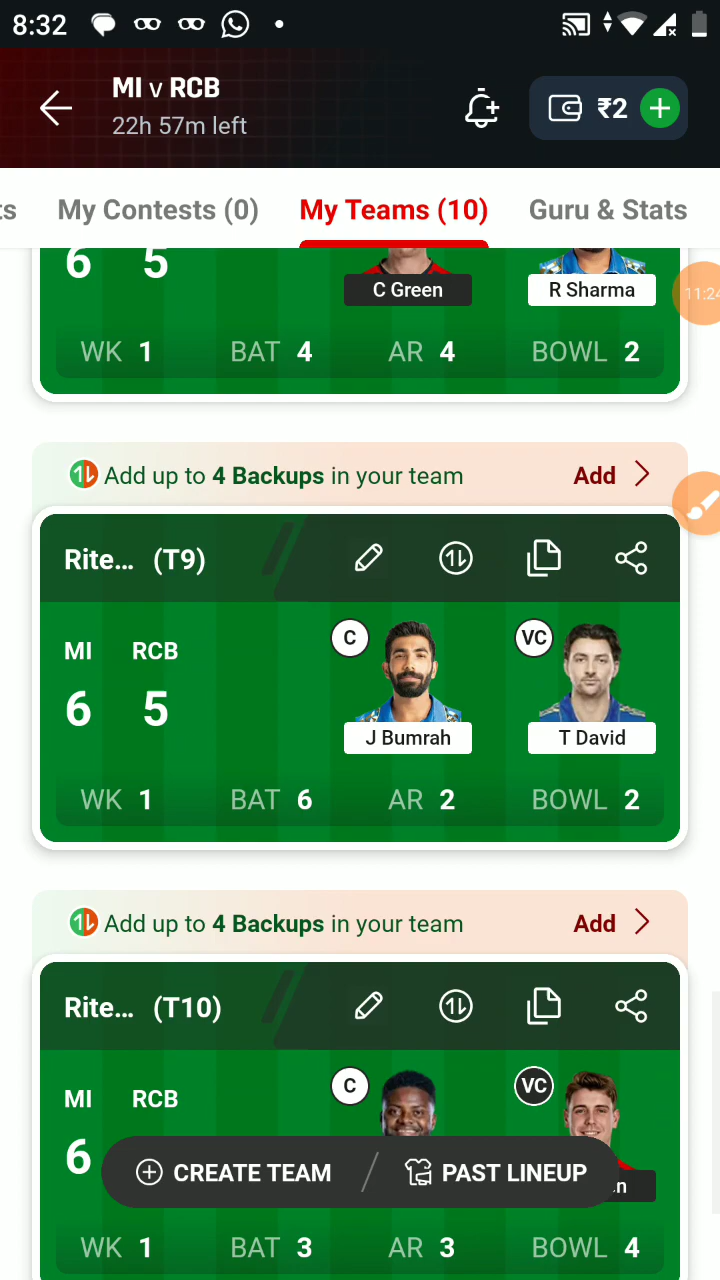 8:32
MI v RCB
22h 57m left
₹2
ts
My Contests (0)
My Teams (10)
Guru & Stats
6 5
C Green
R Sharma
11:24
WK 1 BAT 4 AR 4 BOWL 2
Add up to 4 Backups in your team Add
Rite... (T9)
MI RCB
C
VC
6 5
J Bumrah
T David
WK 1 BAT 6 AR 2 BOWL 2
Add up to 4 Backups in your team Add
Rite... (T10)
MI RCB
C
VC
6
n
CREATE TEAM / PAST LINEUP
WK 1 BAT 3 AR 3 BOWL 4